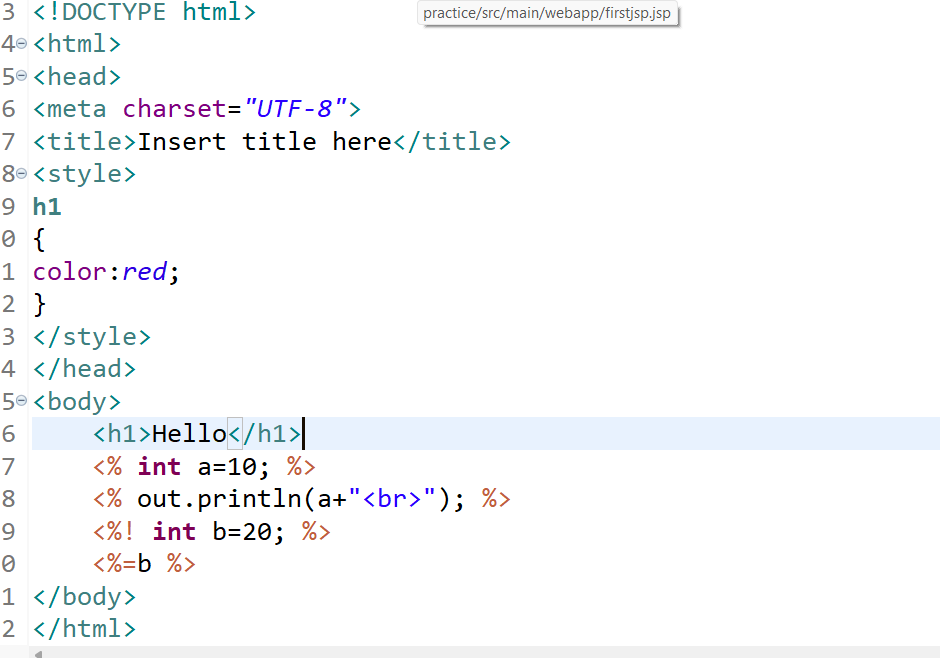 practice/src/main/webapp/firstjsp.jsp
3 <!DOCTYPE html>
4 <html>
5 <head>
6 <meta charset="UTF-8">
7 <title>Insert title here</title>
8 <style>
9 h1
0 {
1 color:red;
2 }
3 </style>
4 </head>
5 <body>
6     <h1>Hello</h1>
7     <% int a=10; %>
8     <% out.println(a+"<br>"); %>
9     <%! int b=20; %>
0     <%=b %>
1 </body>
2 </html>